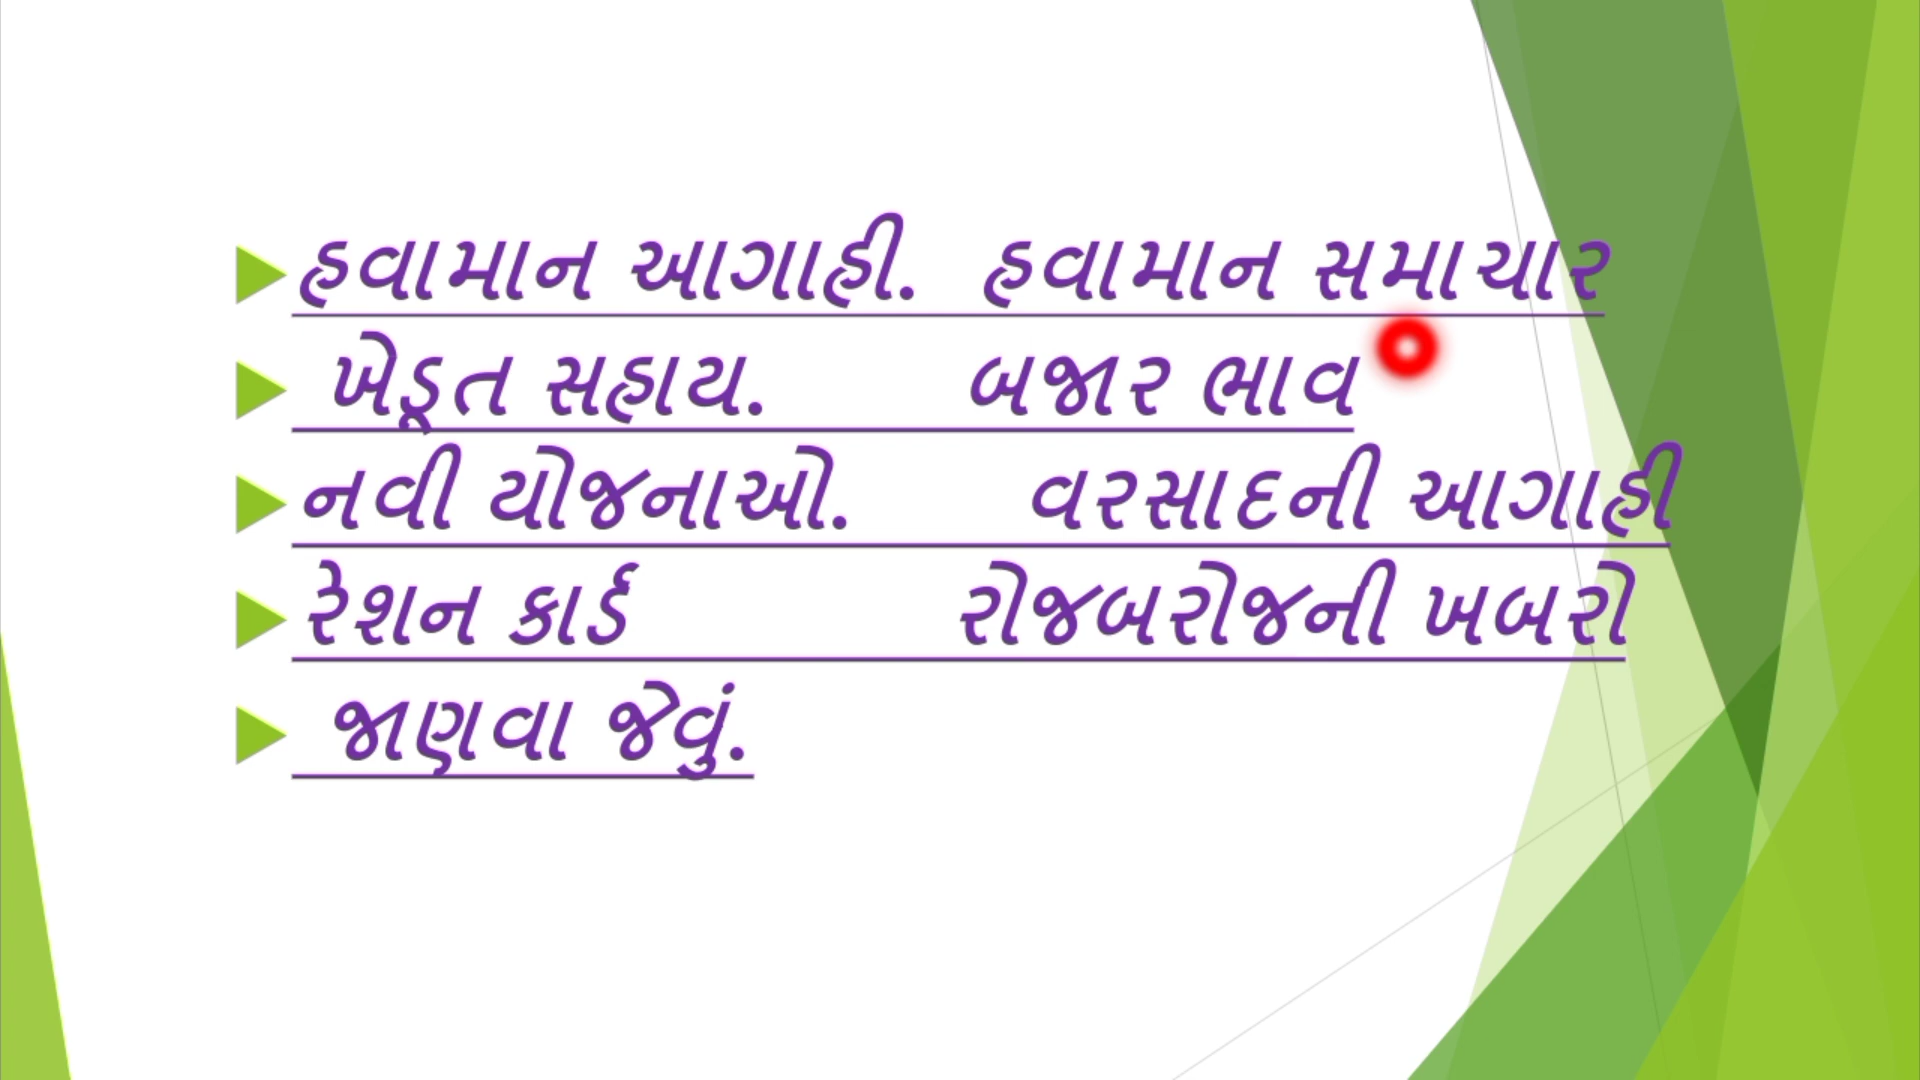 હવામાન આગાહી. હવામાન સમાચાર
ખેડૂત સહાય. બજાર ભાવ
નવી યોજનાઓ. વરસાદની આગાહી
રેશન કાર્ડ રોજબરોજની ખબરો
જાણવા જેવું.